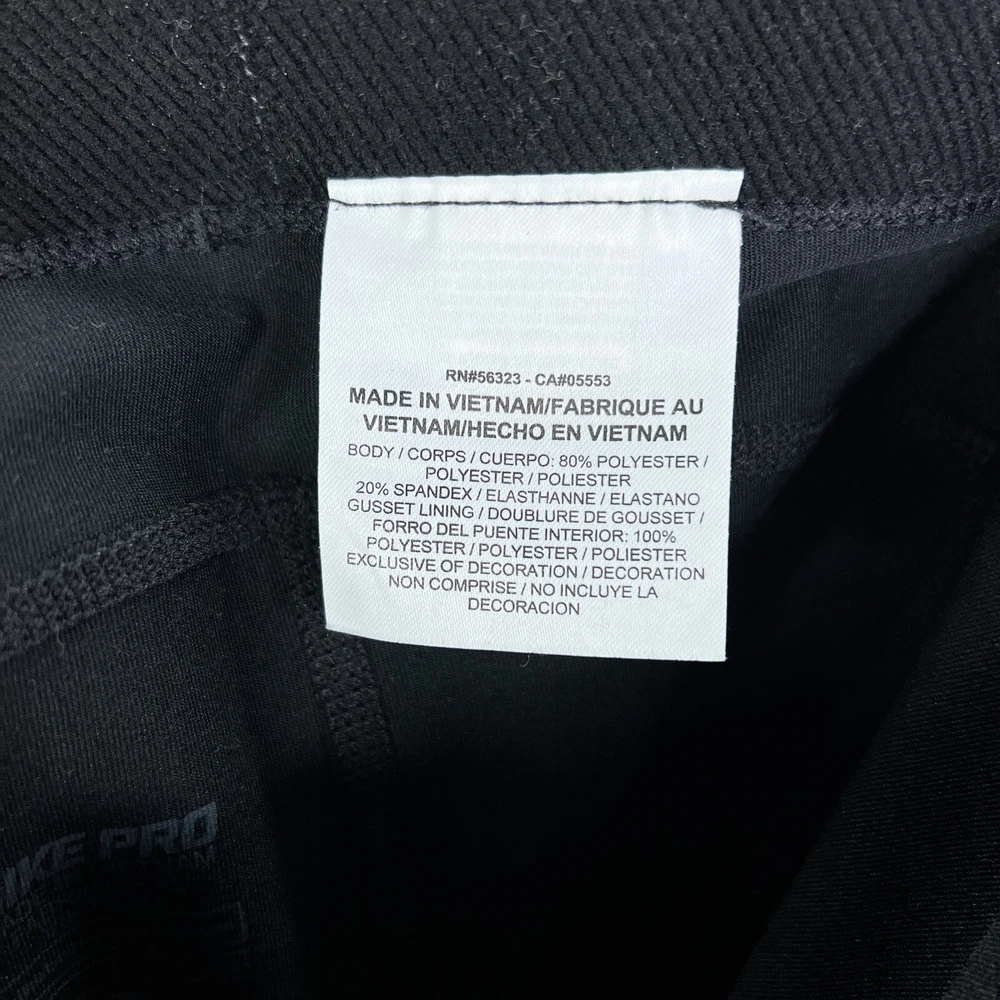 RN#56323 - CA#05553
MADE IN VIETNAM/FABRIQUE AU
VIETNAM/HECHO EN VIETNAM
BODY / CORPS / CUERPO: 80% POLYESTER /
POLYESTER / POLIESTER
20% SPANDEX / ELASTHANNE / ELASTANO
GUSSET LINING / DOUBLURE DE GOUSSET /
FORRO DEL PUENTE INTERIOR: 100%
POLYESTER / POLYESTER / POLIESTER
EXCLUSIVE OF DECORATION / DECORATION
NON COMPRISE / NO INCLUYE LA
DECORACION
IKE PRO